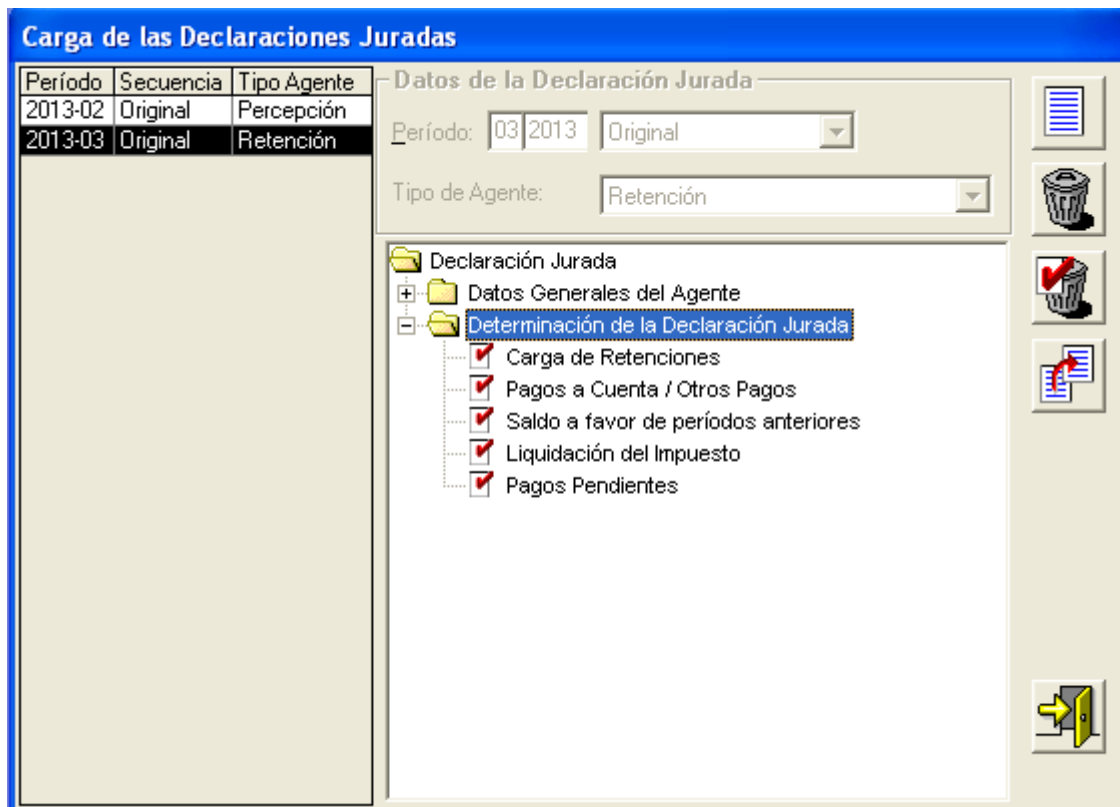 Carga de las Declaraciones Juradas
Período Secuencia Tipo Agente
2013-02 Original Percepción
2013-03 Original Retención
Datos de la Declaración Jurada
Período: 03 2013 Original
Tipo de Agente: Retención
Declaración Jurada
Datos Generales del Agente
Determinación de la Declaración Jurada
Carga de Retenciones
Pagos a Cuenta / Otros Pagos
Saldo a favor de períodos anteriores
Liquidación del Impuesto
Pagos Pendientes